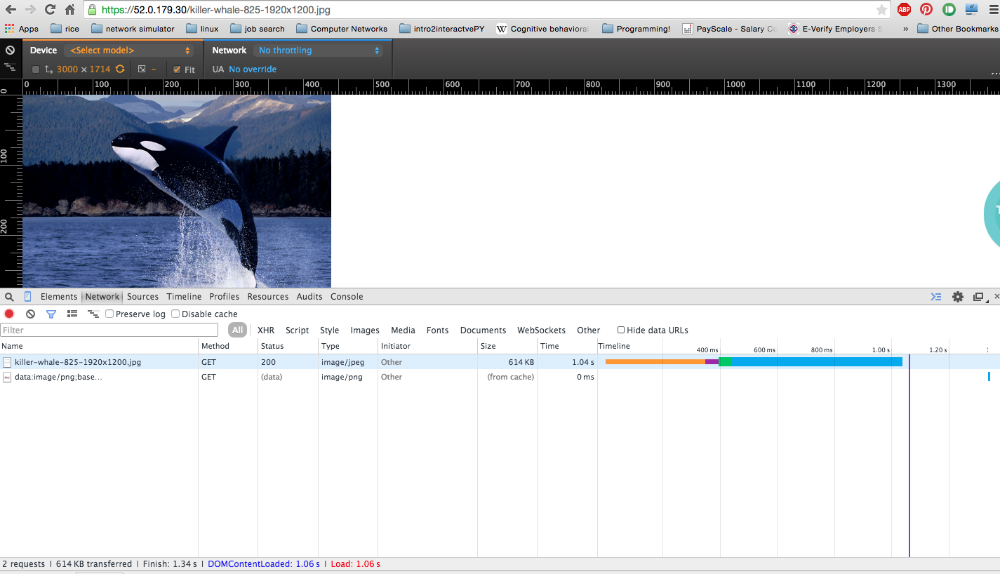 https://52.0.179.30/killer-whale-825-1920x1200.jpg ABP
Apps rice network simulator linux job search Computer Networks intro2interactvePY W Cognitive behavioral Programming! PayScale - Salary E-Verify Employers » Other Bookmarks
Device <Select model> Network No throttling
3000 × 1714 – Fit UA No override ...
0 100 200 300 400 500 600 700 800 900 1000 1100 1200 1300
0
100
200
Elements Network Sources Timeline Profiles Resources Audits Console
Preserve log Disable cache
Filter All XHR Script Style Images Media Fonts Documents WebSockets Other Hide data URLs
Name Method Status Type Initiator Size Time Timeline 400 ms 600 ms 800 ms 1.00 s 1.20 s
killer-whale-825-1920x1200.jpg GET 200 image/jpeg Other 614 KB 1.04 s
data:image/png;base... GET (data) image/png Other (from cache) 0 ms
2 requests | 614 KB transferred | Finish: 1.34 s | DOMContentLoaded: 1.06 s | Load: 1.06 s